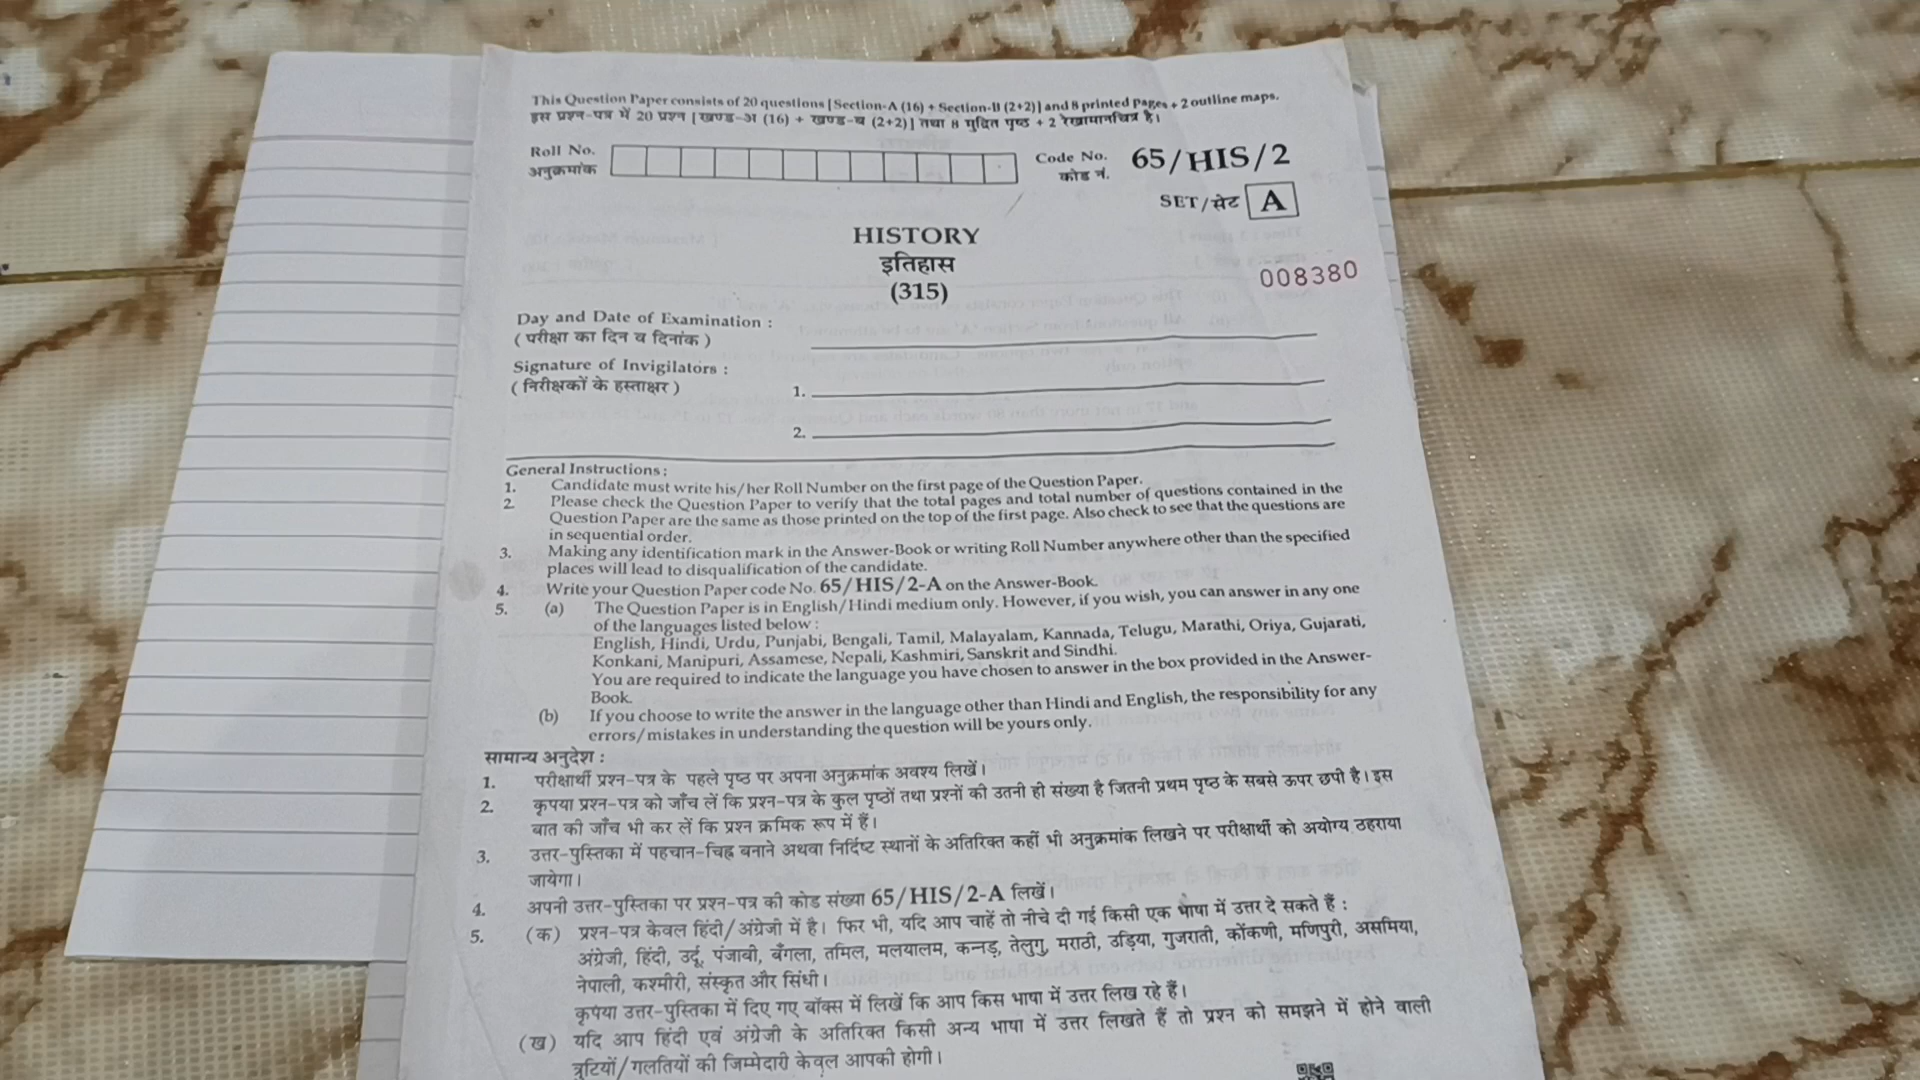 This Question Paper consists of 20 questions [Section-A (16) + Section-B (2+2)] and 8 printed pages + 2 outline maps.
इस प्रश्न-पत्र में 20 प्रश्न [खण्ड-अ (16) + खण्ड-ब (2+2)] तथा 8 मुद्रित पृष्ठ + 2 रेखामानचित्र है।
Roll No.
अनुक्रमांक
Code No. 65/HIS/2
कोड नं.
SET/सेट A
HISTORY
इतिहास
(315)
008380
Day and Date of Examination :
(परीक्षा का दिन व दिनांक)
Signature of Invigilators :
(निरीक्षकों के हस्ताक्षर)
1.
2.
General Instructions :
1. Candidate must write his/her Roll Number on the first page of the Question Paper.
2. Please check the Question Paper to verify that the total pages and total number of questions contained in the
Question Paper are the same as those printed on the top of the first page. Also check to see that the questions are
in sequential order.
3. Making any identification mark in the Answer-Book or writing Roll Number anywhere other than the specified
places will lead to disqualification of the candidate.
4. Write your Question Paper code No. 65/HIS/2-A on the Answer-Book.
5. (a) The Question Paper is in English/Hindi medium only. However, if you wish, you can answer in any one
of the languages listed below :
English, Hindi, Urdu, Punjabi, Bengali, Tamil, Malayalam, Kannada, Telugu, Marathi, Oriya, Gujarati,
Konkani, Manipuri, Assamese, Nepali, Kashmiri, Sanskrit and Sindhi.
You are required to indicate the language you have chosen to answer in the box provided in the Answer-
Book.
(b) If you choose to write the answer in the language other than Hindi and English, the responsibility for any
errors/mistakes in understanding the question will be yours only.
सामान्य अनुदेश :
1. परीक्षार्थी प्रश्न-पत्र के पहले पृष्ठ पर अपना अनुक्रमांक अवश्य लिखें।
2. कृपया प्रश्न-पत्र को जाँच लें कि प्रश्न-पत्र के कुल पृष्ठों तथा प्रश्नों की उतनी ही संख्या है जितनी प्रथम पृष्ठ के सबसे ऊपर छपी है। इस
बात की जाँच भी कर लें कि प्रश्न क्रमिक रूप में हैं।
3. उत्तर-पुस्तिका में पहचान-चिह्न बनाने अथवा निर्दिष्ट स्थानों के अतिरिक्त कहीं भी अनुक्रमांक लिखने पर परीक्षार्थी को अयोग्य ठहराया
जायेगा।
4. अपनी उत्तर-पुस्तिका पर प्रश्न-पत्र की कोड संख्या 65/HIS/2-A लिखें।
5. (क) प्रश्न-पत्र केवल हिंदी/अंग्रेजी में है। फिर भी, यदि आप चाहें तो नीचे दी गई किसी एक भाषा में उत्तर दे सकते हैं :
अंग्रेजी, हिंदी, उर्दू, पंजाबी, बँगला, तमिल, मलयालम, कन्नड़, तेलुगु, मराठी, उड़िया, गुजराती, कोंकणी, मणिपुरी, असमिया,
नेपाली, कश्मीरी, संस्कृत और सिंधी।
कृपया उत्तर-पुस्तिका में दिए गए बॉक्स में लिखें कि आप किस भाषा में उत्तर लिख रहे हैं।
(ख) यदि आप हिंदी एवं अंग्रेजी के अतिरिक्त किसी अन्य भाषा में उत्तर लिखते हैं तो प्रश्न को समझने में होने वाली
त्रुटियों/गलतियों की जिम्मेदारी केवल आपकी होगी।